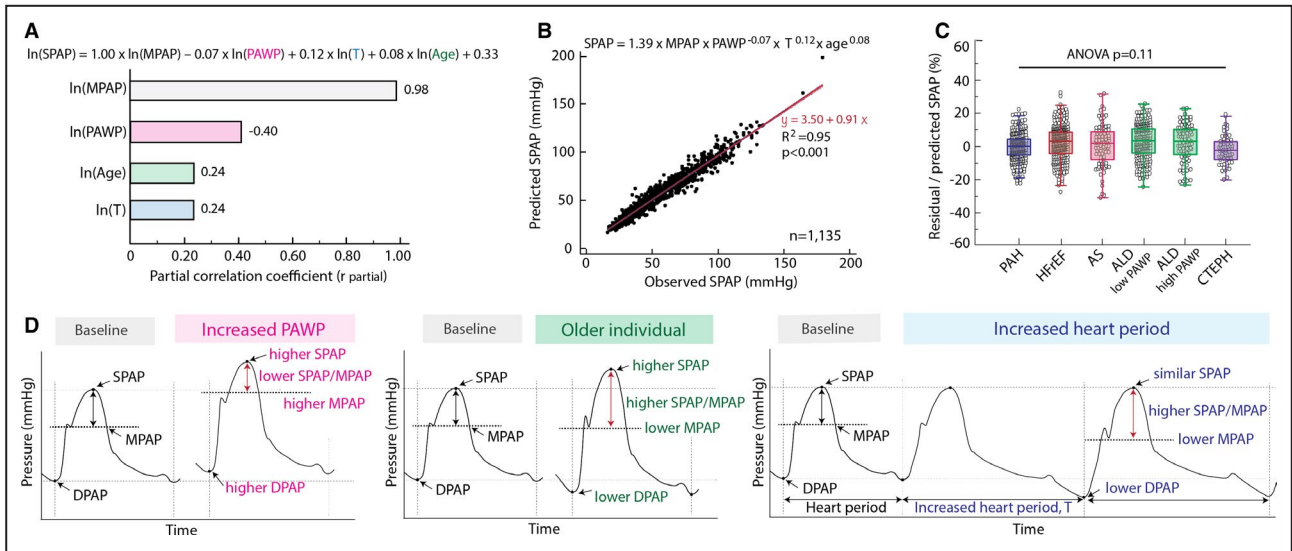 A
ln(SPAP) = 1.00 x ln(MPAP) – 0.07 x ln(PAWP) + 0.12 x ln(T) + 0.08 x ln(Age) + 0.33
ln(MPAP)
0.98
ln(PAWP)
-0.40
ln(Age)
0.24
ln(T)
0.24
0 0.20 0.40 0.60 0.80 1.00
Partial correlation coefficient (r partial)
B
SPAP = 1.39 x MPAP x PAWP-0.07 x T 0.12 x age 0.08
Predicted SPAP (mmHg)
200
150
100
50
0
y = 3.50 + 0.91 x
R2 =0.95
p<0.001
n=1,135
0 50 100 150 200
Observed SPAP (mmHg)
C
Residual / predicted SPAP (%)
60
40
20
0
-20
-40
-60
ANOVA p=0.11
PAH
HFrEF
AS
ALD
low PAWP
ALD
high PAWP
CTEPH
D
Baseline
Increased PAWP
Pressure (mmHg)
SPAP
MPAP
DPAP
higher SPAP
lower SPAP/MPAP
higher MPAP
higher DPAP
Time
Baseline
Older individual
Pressure (mmHg)
SPAP
MPAP
DPAP
higher SPAP
higher SPAP/MPAP
lower MPAP
lower DPAP
Time
Baseline
Increased heart period
Pressure (mmHg)
SPAP
MPAP
DPAP
similar SPAP
higher SPAP/MPAP
lower MPAP
lower DPAP
Heart period
Increased heart period, T
Time